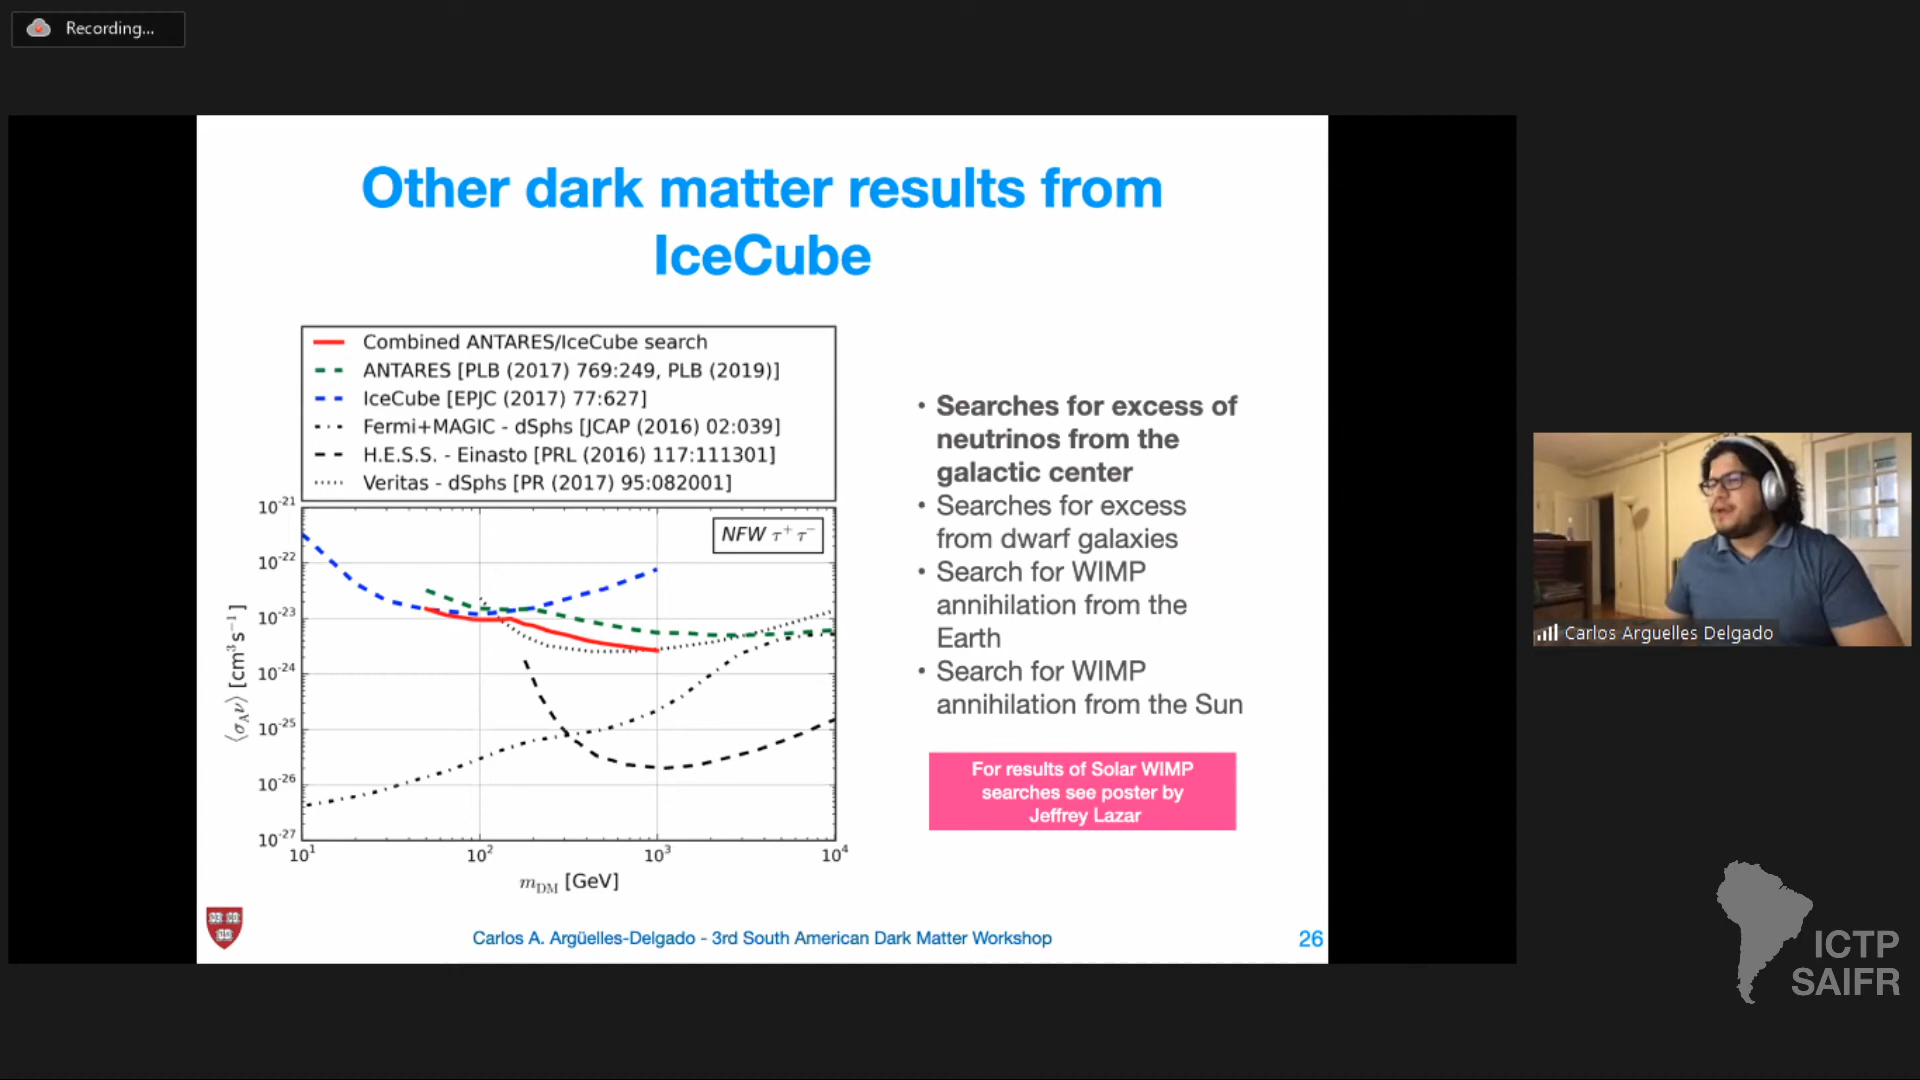 Recording...
Other dark matter results from
IceCube
Combined ANTARES/IceCube search
ANTARES [PLB (2017) 769:249, PLB (2019)]
IceCube [EPJC (2017) 77:627]
Fermi+MAGIC - dSphs [JCAP (2016) 02:039]
H.E.S.S. - Einasto [PRL (2016) 117:111301]
Veritas - dSphs [PR (2017) 95:082001]
NFW τ⁺ τ⁻
10⁻²¹
10⁻²²
10⁻²³
10⁻²⁴
10⁻²⁵
10⁻²⁶
10⁻²⁷
⟨σ_A ν⟩ [cm³s⁻¹]
10¹ 10² 10³ 10⁴
m_DM [GeV]
• Searches for excess of
neutrinos from the
galactic center
• Searches for excess
from dwarf galaxies
• Search for WIMP
annihilation from the
Earth
• Search for WIMP
annihilation from the Sun
For results of Solar WIMP
searches see poster by
Jeffrey Lazar
Carlos A. Argüelles-Delgado - 3rd South American Dark Matter Workshop
26
Carlos Arguelles Delgado
ICTP
SAIFR